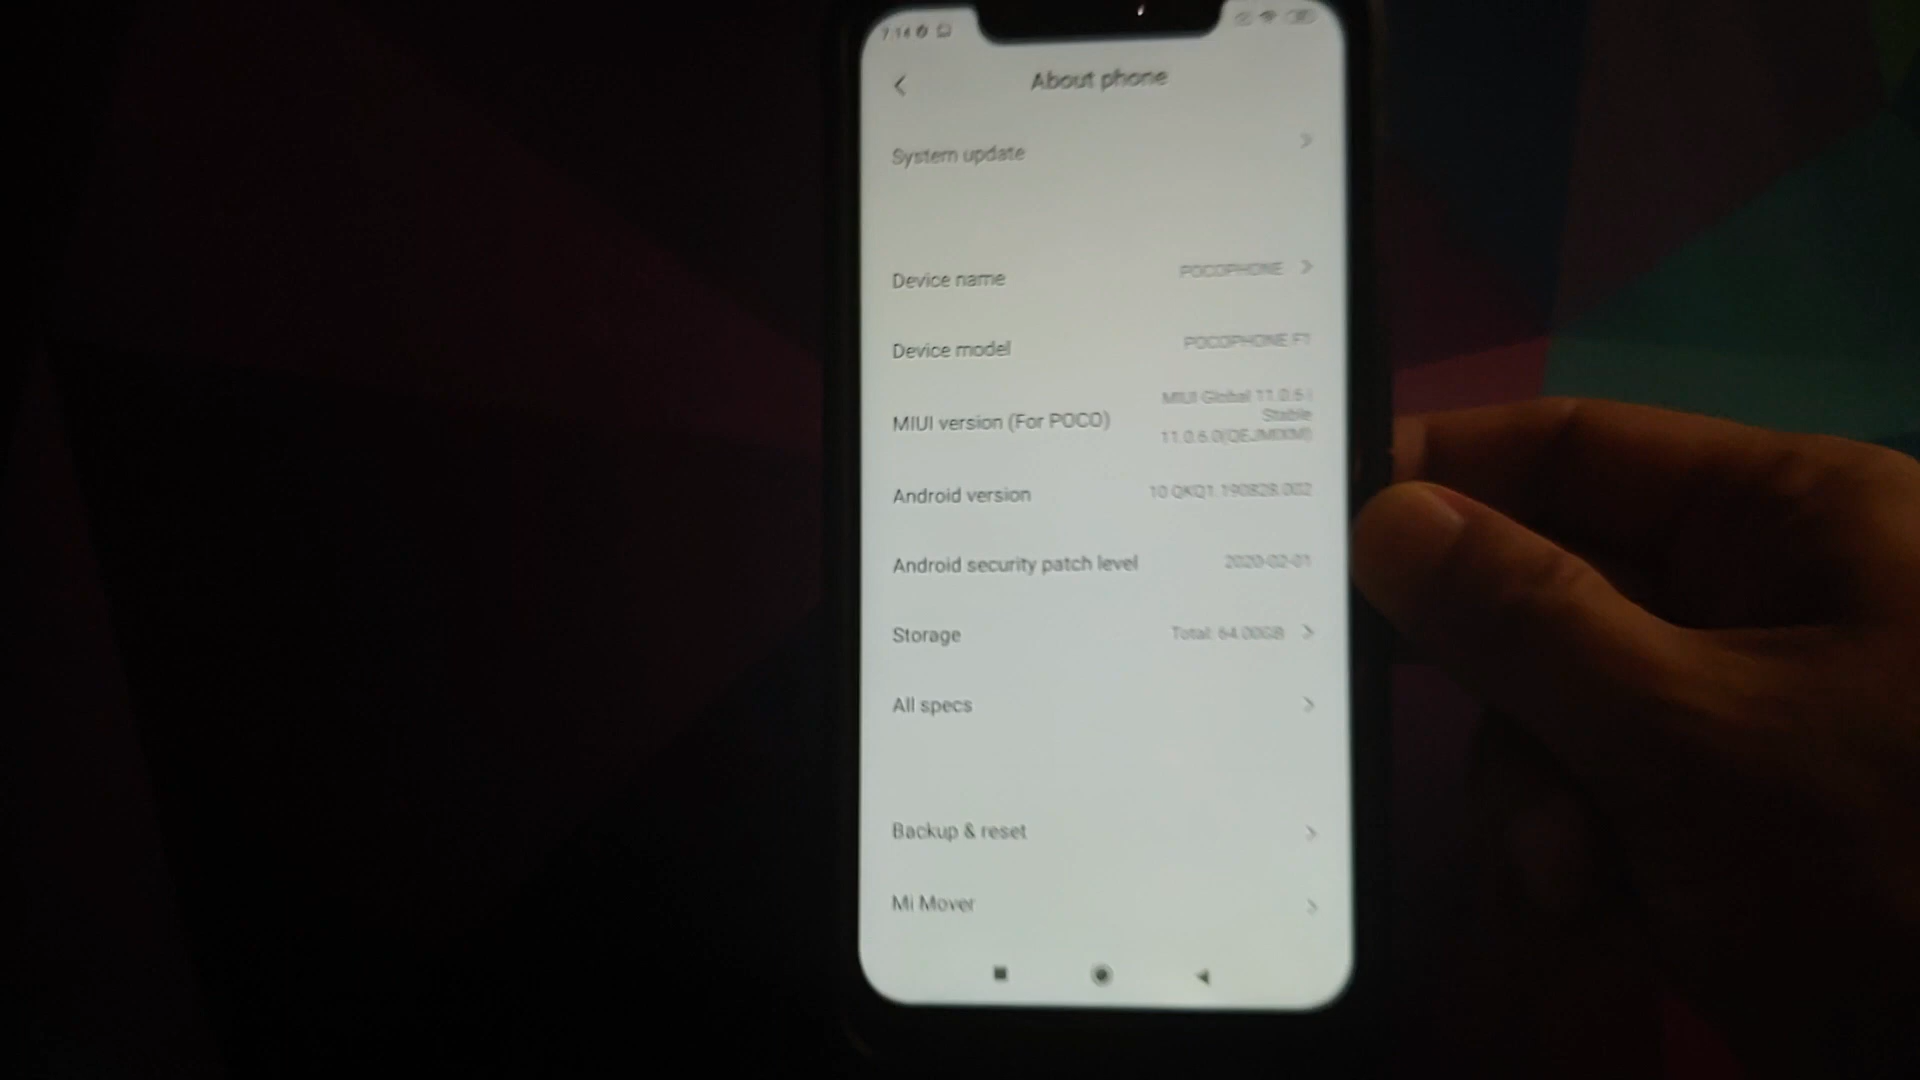 7:14
About phone
System update
Device name
POCOPHONE
Device model
POCOPHONE F1
MIUI version (For POCO)
MIUI Global 11.0.6 |
Stable
11.0.6.0(QEJMIXM)
Android version
10 QKQ1.190828.002
Android security patch level
2020-02-01
Storage
Total: 64.00GB
All specs
Backup & reset
Mi Mover